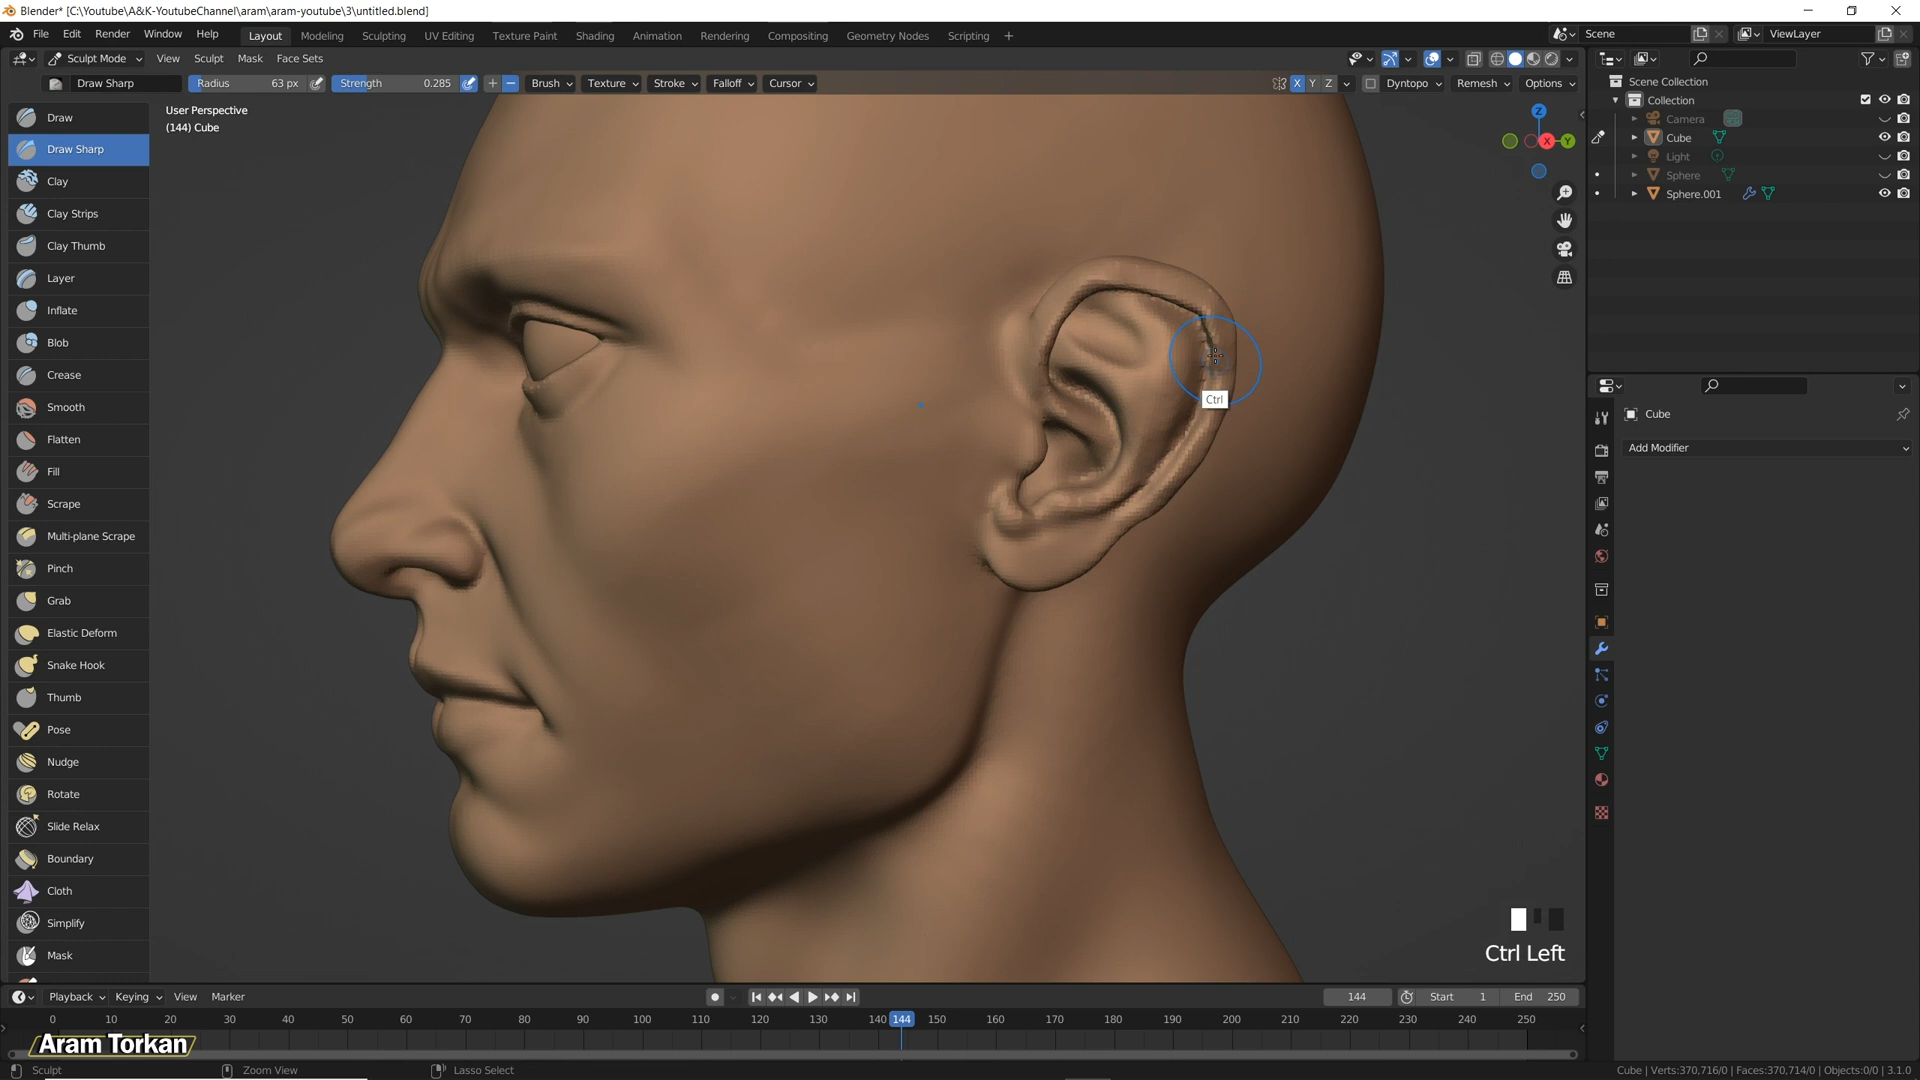 Blender* [C:\Youtube\A&K-YoutubeChannel\aram\aram-youtube\3\untitled.blend]
File Edit Render Window Help Layout Modeling Sculpting UV Editing Texture Paint Shading Animation Rendering Compositing Geometry Nodes Scripting + Scene ViewLayer
Sculpt Mode View Sculpt Mask Face Sets
Draw Sharp Radius 63 px Strength 0.285 Brush Texture Stroke Falloff Cursor X Y Z Dyntopo Remesh Options
User Perspective
(144) Cube
Draw
Draw Sharp
Clay
Clay Strips
Clay Thumb
Layer
Inflate
Blob
Crease
Smooth
Flatten
Fill
Scrape
Multi-plane Scrape
Pinch
Grab
Elastic Deform
Snake Hook
Thumb
Pose
Nudge
Rotate
Slide Relax
Boundary
Cloth
Simplify
Mask
Z
X
Y
Ctrl
Ctrl Left
Scene Collection
Collection
Camera
Cube
Light
Sphere
Sphere.001
Cube
Add Modifier
Playback Keying View Marker 144 Start 1 End 250
0 10 20 30 40 50 60 70 80 90 100 110 120 130 140 144 150 160 170 180 190 200 210 220 230 240 250
Aram Torkan
Sculpt Zoom View Lasso Select Cube | Verts:370,716/0 | Faces:370,714/0 | Objects:0/0 | 3.1.0